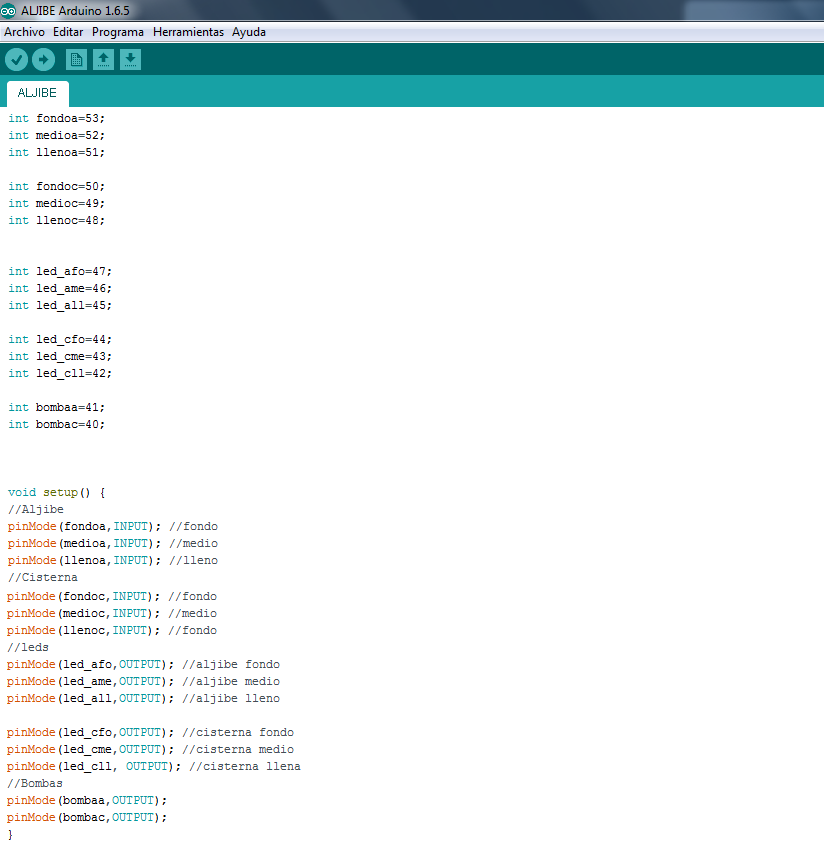 ALJIBE Arduino 1.6.5
Archivo Editar Programa Herramientas Ayuda
ALJIBE
int fondoa=53;
int medioa=52;
int llenoa=51;
int fondoc=50;
int medioc=49;
int llenoc=48;
int led_afo=47;
int led_ame=46;
int led_all=45;
int led_cfo=44;
int led_cme=43;
int led_cll=42;
int bombaa=41;
int bombac=40;
void setup() {
//Aljibe
pinMode(fondoa,INPUT); //fondo
pinMode(medioa,INPUT); //medio
pinMode(llenoa,INPUT); //lleno
//Cisterna
pinMode(fondoc,INPUT); //fondo
pinMode(medioc,INPUT); //medio
pinMode(llenoc,INPUT); //fondo
//leds
pinMode(led_afo,OUTPUT); //aljibe fondo
pinMode(led_ame,OUTPUT); //aljibe medio
pinMode(led_all,OUTPUT); //aljibe lleno
pinMode(led_cfo,OUTPUT); //cisterna fondo
pinMode(led_cme,OUTPUT); //cisterna medio
pinMode(led_cll, OUTPUT); //cisterna llena
//Bombas
pinMode(bombaa,OUTPUT);
pinMode(bombac,OUTPUT);
}